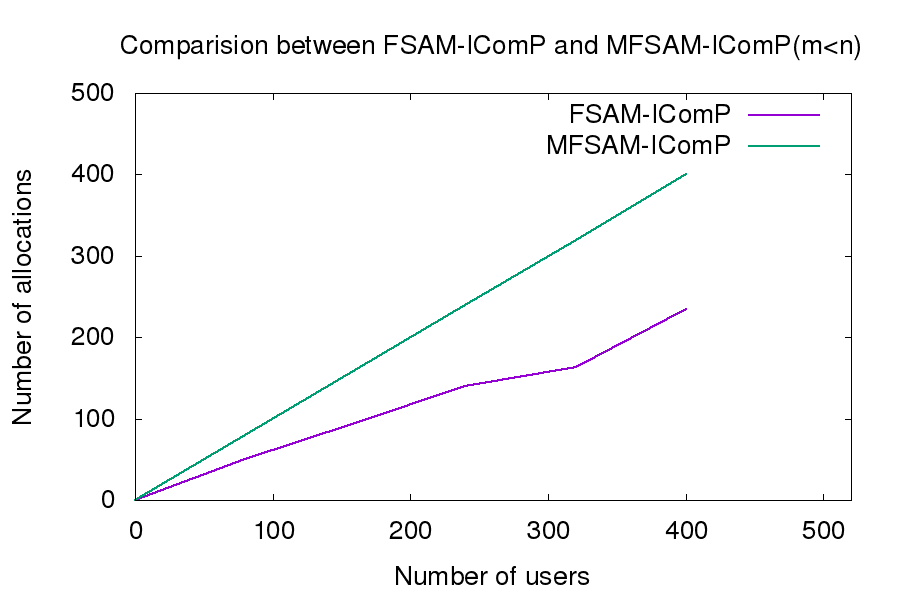 Comparision between FSAM-IComP and MFSAM-IComP(m<n)
FSAM-IComP
MFSAM-IComP
500
400
300
200
100
0
Number of allocations
0 100 200 300 400 500
Number of users